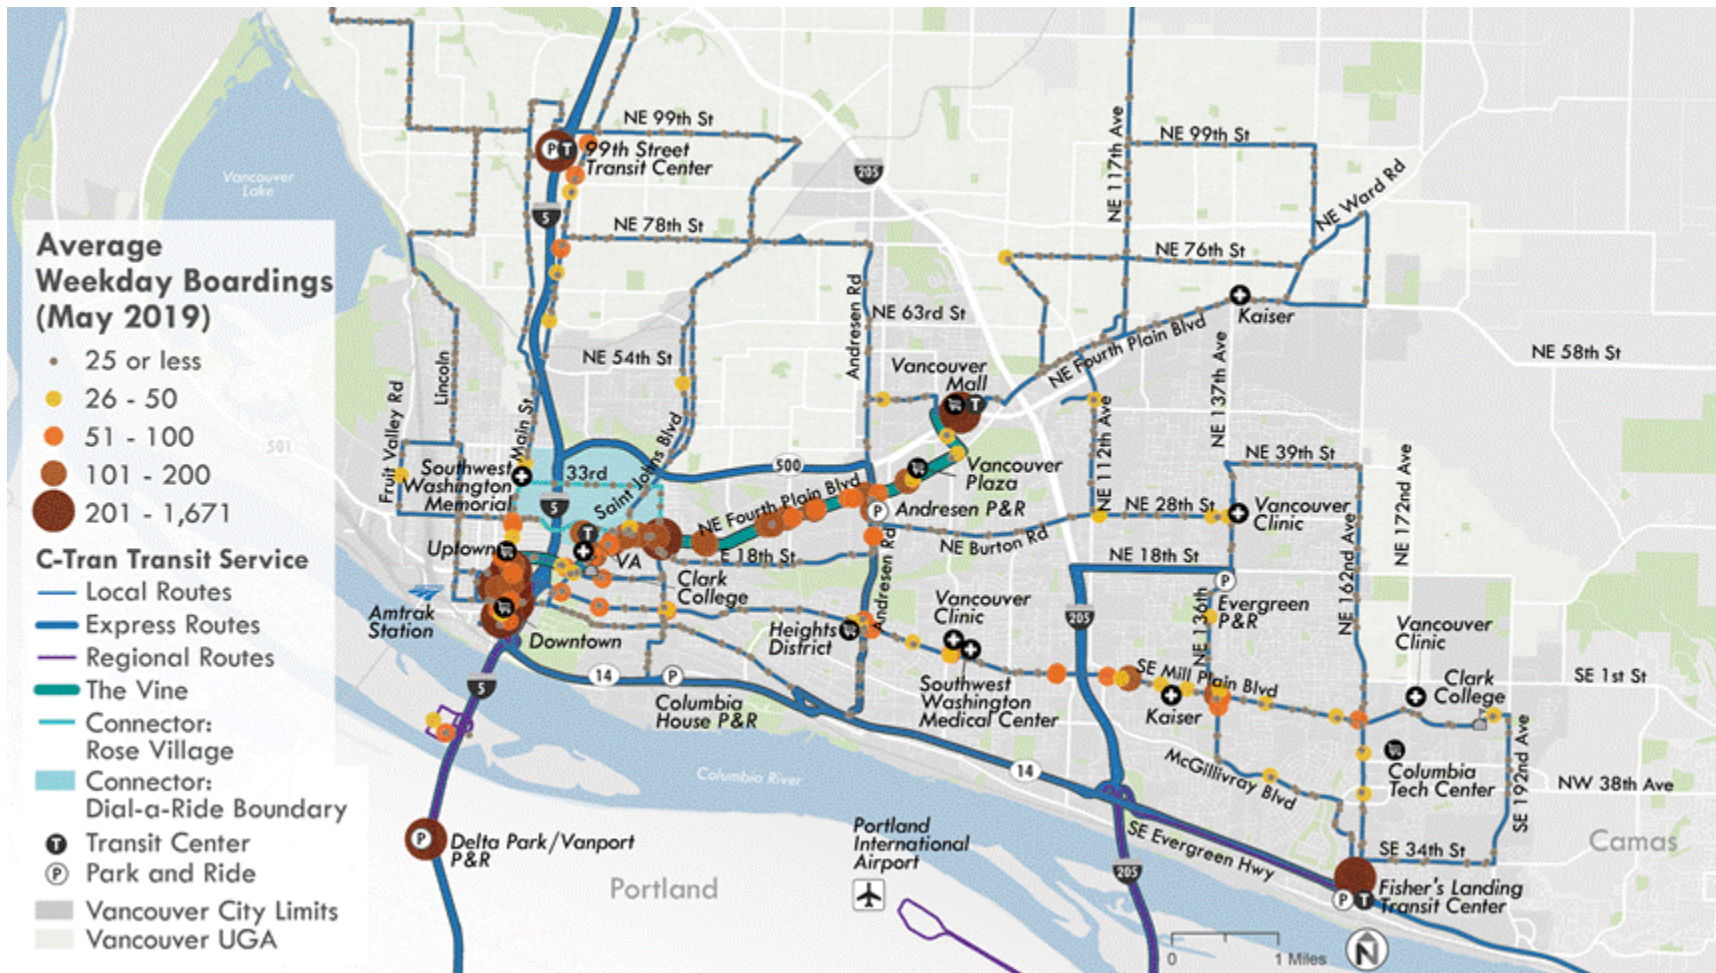 Average
Weekday Boardings
(May 2019)
25 or less
26 - 50
51 - 100
101 - 200
201 - 1,671
C-Tran Transit Service
Local Routes
Express Routes
Regional Routes
The Vine
Connector:
Rose Village
Connector:
Dial-a-Ride Boundary
T Transit Center
P Park and Ride
Vancouver City Limits
Vancouver UGA
Vancouver
Lake
NE 99th St
P T 99th Street
Transit Center
5
NE 78th St
205
NE 117th Ave
NE 99th St
NE Ward Rd
NE 76th St
Kaiser
NE Fourth Plain Blvd
NE 58th St
Andresen Rd
NE 63rd St
NE 54th St
Vancouver
Mall
T
Lincoln
Fruit Valley Rd
Main St
501
Southwest
Washington
Memorial
33rd
Saint Johns Blvd
500
5
T
NE Fourth Plain Blvd
Vancouver
Plaza
P Andresen P&R
NE 112th Ave
NE 137th Ave
NE 39th St
NE 172nd Ave
NE 28th St
Vancouver
Clinic
NE Burton Rd
NE 18th St
NE 162nd Ave
Uptown
VA
E 18th St
Clark
College
Andresen Rd
Amtrak
Station
Downtown
Heights
District
Vancouver
Clinic
205
P
Evergreen
P&R
NE 136th
Vancouver
Clinic
Southwest
Washington
Medical Center
SE Mill Plain Blvd
Kaiser
Clark
College
SE 1st St
14
P
Columbia
House P&R
5
Columbia River
14
McGillivray Blvd
Columbia
Tech Center
SE 192nd Ave
NW 38th Ave
P Delta Park/Vanport
P&R
Portland
Portland
International
Airport
SE Evergreen Hwy
205
SE 34th St
Camas
P T Fisher's Landing
Transit Center
0 1 Miles
N